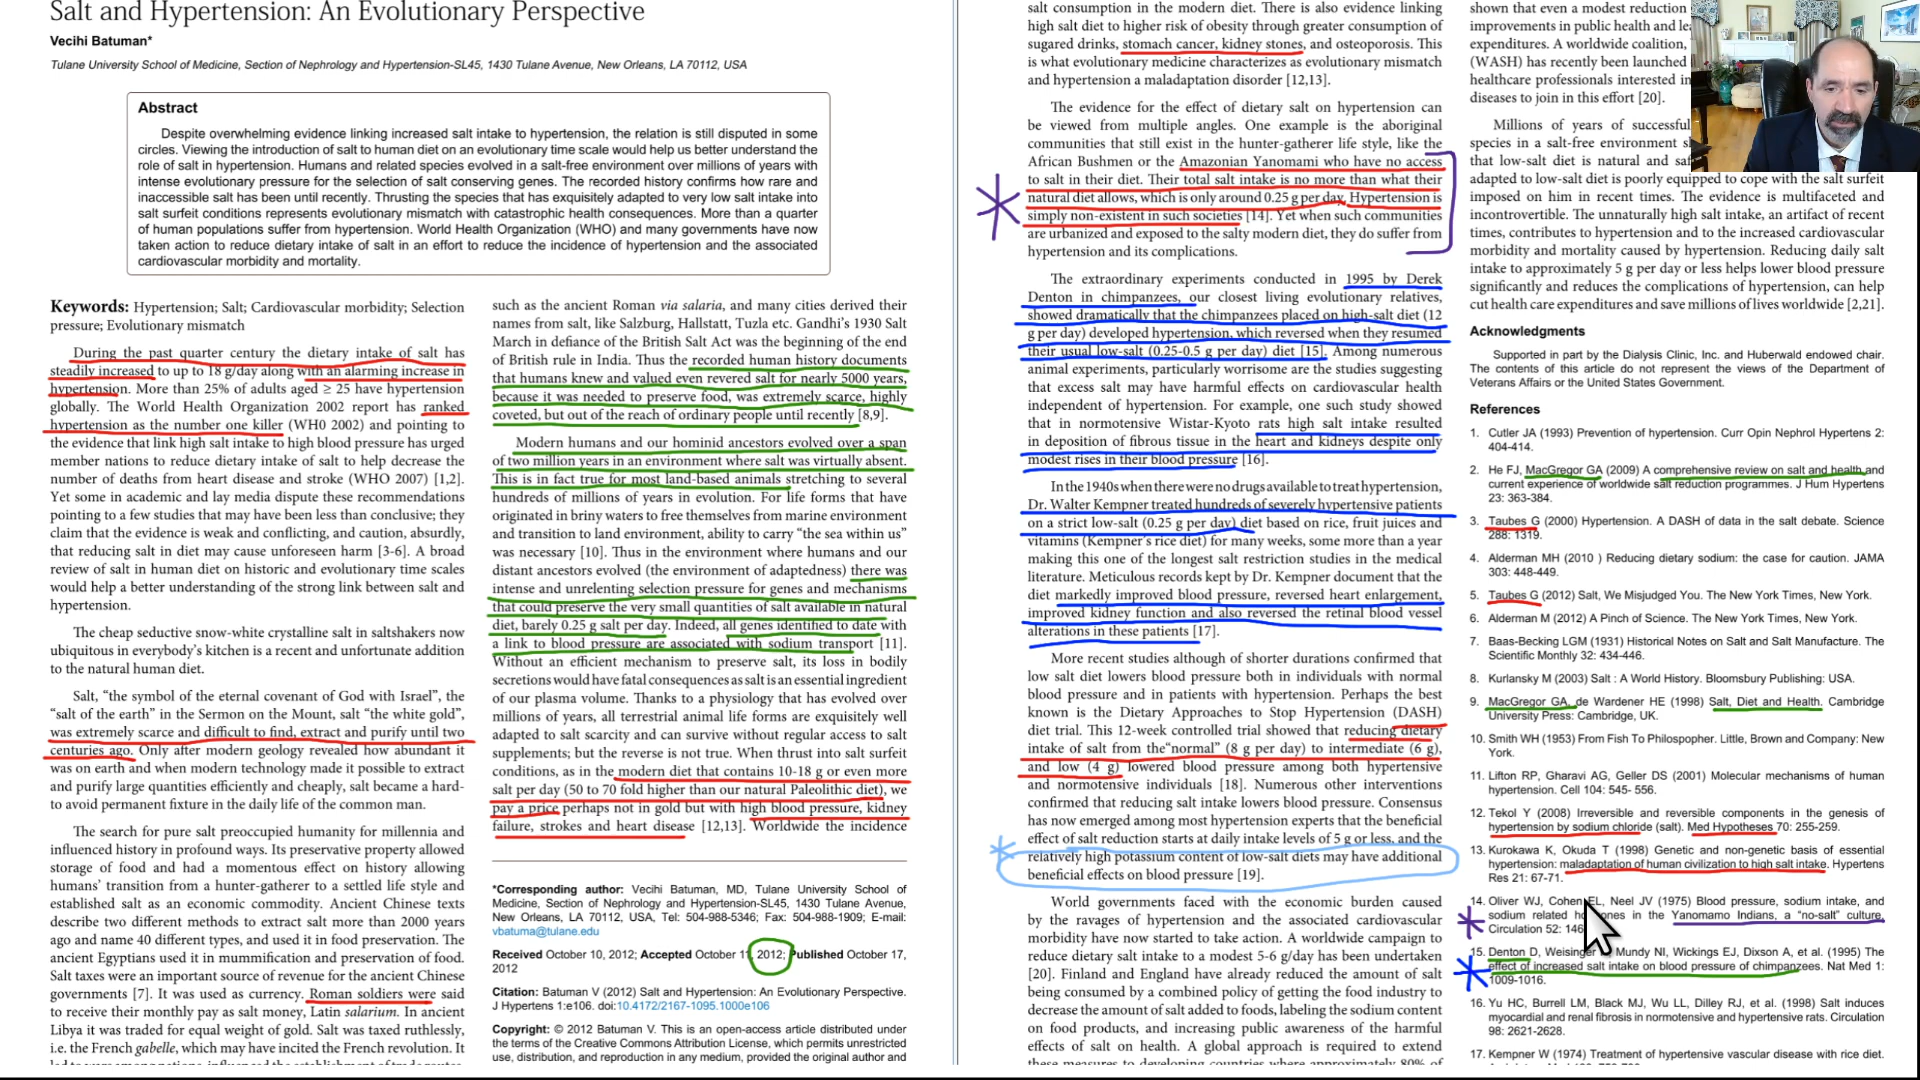 Salt and Hypertension: An Evolutionary Perspective
Vecihi Batuman*
Tulane University School of Medicine, Section of Nephrology and Hypertension-SL45, 1430 Tulane Avenue, New Orleans, LA 70112, USA
Abstract
Despite overwhelming evidence linking increased salt intake to hypertension, the relation is still disputed in some
circles. Viewing the introduction of salt to human diet on an evolutionary time scale would help us better understand the
role of salt in hypertension. Humans and related species evolved in a salt-free environment over millions of years with
intense evolutionary pressure for the selection of salt conserving genes. The recorded history confirms how rare and
inaccessible salt has been until recently. Thrusting the species that has exquisitely adapted to very low salt intake into
salt surfeit conditions represents evolutionary mismatch with catastrophic health consequences. More than a quarter
of human populations suffer from hypertension. World Health Organization (WHO) and many governments have now
taken action to reduce dietary intake of salt in an effort to reduce the incidence of hypertension and the associated
cardiovascular morbidity and mortality.
Keywords: Hypertension; Salt; Cardiovascular morbidity; Selection
pressure; Evolutionary mismatch
During the past quarter century the dietary intake of salt has
steadily increased to up to 18 g/day along with an alarming increase in
hypertension. More than 25% of adults aged ≥ 25 have hypertension
globally. The World Health Organization 2002 report has ranked
hypertension as the number one killer (WH0 2002) and pointing to
the evidence that link high salt intake to high blood pressure has urged
member nations to reduce dietary intake of salt to help decrease the
number of deaths from heart disease and stroke (WHO 2007) [1,2].
Yet some in academic and lay media dispute these recommendations
pointing to a few studies that may have been less than conclusive; they
claim that the evidence is weak and conflicting, and caution, absurdly,
that reducing salt in diet may cause unforeseen harm [3-6]. A broad
review of salt in human diet on historic and evolutionary time scales
would help a better understanding of the strong link between salt and
hypertension.
The cheap seductive snow-white crystalline salt in saltshakers now
ubiquitous in everybody's kitchen is a recent and unfortunate addition
to the natural human diet.
Salt, “the symbol of the eternal covenant of God with Israel”, the
“salt of the earth” in the Sermon on the Mount, salt “the white gold”,
was extremely scarce and difficult to find, extract and purify until two
centuries ago. Only after modern geology revealed how abundant it
was on earth and when modern technology made it possible to extract
and purify large quantities efficiently and cheaply, salt became a hard-
to avoid permanent fixture in the daily life of the common man.
The search for pure salt preoccupied humanity for millennia and
influenced history in profound ways. Its preservative property allowed
storage of food and had a momentous effect on history allowing
humans' transition from a hunter-gatherer to a settled life style and
established salt as an economic commodity. Ancient Chinese texts
describe two different methods to extract salt more than 2000 years
ago and name 40 different types, and used it in food preservation. The
ancient Egyptians used it in mummification and preservation of food.
Salt taxes were an important source of revenue for the ancient Chinese
governments [7]. It was used as currency. Roman soldiers were said
to receive their monthly pay as salt money, Latin salarium. In ancient
Libya it was traded for equal weight of gold. Salt was taxed ruthlessly,
i.e. the French gabelle, which may have incited the French revolution. It
such as the ancient Roman via salaria, and many cities derived their
names from salt, like Salzburg, Hallstatt, Tuzla etc. Gandhi's 1930 Salt
March in defiance of the British Salt Act was the beginning of the end
of British rule in India. Thus the recorded human history documents
that humans knew and valued even revered salt for nearly 5000 years,
because it was needed to preserve food, was extremely scarce, highly
coveted, but out of the reach of ordinary people until recently [8,9].
Modern humans and our hominid ancestors evolved over a span
of two million years in an environment where salt was virtually absent.
This is in fact true for most land-based animals stretching to several
hundreds of millions of years in evolution. For life forms that have
originated in briny waters to free themselves from marine environment
and transition to land environment, ability to carry “the sea within us”
was necessary [10]. Thus in the environment where humans and our
distant ancestors evolved (the environment of adaptedness) there was
intense and unrelenting selection pressure for genes and mechanisms
that could preserve the very small quantities of salt available in natural
diet, barely 0.25 g salt per day. Indeed, all genes identified to date with
a link to blood pressure are associated with sodium transport [11].
Without an efficient mechanism to preserve salt, its loss in bodily
secretions would have fatal consequences as salt is an essential ingredient
of our plasma volume. Thanks to a physiology that has evolved over
millions of years, all terrestrial animal life forms are exquisitely well
adapted to salt scarcity and can survive without regular access to salt
supplements; but the reverse is not true. When thrust into salt surfeit
conditions, as in the modern diet that contains 10-18 g or even more
salt per day (50 to 70 fold higher than our natural Paleolithic diet), we
pay a price perhaps not in gold but with high blood pressure, kidney
failure, strokes and heart disease [12,13]. Worldwide the incidence
*Corresponding author: Vecihi Batuman, MD, Tulane University School of
Medicine, Section of Nephrology and Hypertension-SL45, 1430 Tulane Avenue,
New Orleans, LA 70112, USA, Tel: 504-988-5346; Fax: 504-988-1909; E-mail:
vbatuma@tulane.edu
Received October 10, 2012; Accepted October 11, 2012; Published October 17,
2012
Citation: Batuman V (2012) Salt and Hypertension: An Evolutionary Perspective.
J Hypertens 1:e106. doi:10.4172/2167-1095.1000e106
Copyright: © 2012 Batuman V. This is an open-access article distributed under
the terms of the Creative Commons Attribution License, which permits unrestricted
use, distribution, and reproduction in any medium, provided the original author and
salt consumption in the modern diet. There is also evidence linking
high salt diet to higher risk of obesity through greater consumption of
sugared drinks, stomach cancer, kidney stones, and osteoporosis. This
is what evolutionary medicine characterizes as evolutionary mismatch
and hypertension a maladaptation disorder [12,13].
The evidence for the effect of dietary salt on hypertension can
be viewed from multiple angles. One example is the aboriginal
communities that still exist in the hunter-gatherer life style, like the
African Bushmen or the Amazonian Yanomami who have no access
to salt in their diet. Their total salt intake is no more than what their
natural diet allows, which is only around 0.25 g per day. Hypertension is
simply non-existent in such societies [14]. Yet when such communities
are urbanized and exposed to the salty modern diet, they do suffer from
hypertension and its complications.
The extraordinary experiments conducted in 1995 by Derek
Denton in chimpanzees, our closest living evolutionary relatives,
showed dramatically that the chimpanzees placed on high-salt diet (12
g per day) developed hypertension, which reversed when they resumed
their usual low-salt (0.25-0.5 g per day) diet [15]. Among numerous
animal experiments, particularly worrisome are the studies suggesting
that excess salt may have harmful effects on cardiovascular health
independent of hypertension. For example, one such study showed
that in normotensive Wistar-Kyoto rats high salt intake resulted
in deposition of fibrous tissue in the heart and kidneys despite only
modest rises in their blood pressure [16].
In the 1940s when there were no drugs available to treat hypertension,
Dr. Walter Kempner treated hundreds of severely hypertensive patients
on a strict low-salt (0.25 g per day) diet based on rice, fruit juices and
vitamins (Kempner's rice diet) for many weeks, some more than a year
making this one of the longest salt restriction studies in the medical
literature. Meticulous records kept by Dr. Kempner document that the
diet markedly improved blood pressure, reversed heart enlargement,
improved kidney function and also reversed the retinal blood vessel
alterations in these patients [17].
More recent studies although of shorter durations confirmed that
low salt diet lowers blood pressure both in individuals with normal
blood pressure and in patients with hypertension. Perhaps the best
known is the Dietary Approaches to Stop Hypertension (DASH)
diet trial. This 12-week controlled trial showed that reducing dietary
intake of salt from the“normal” (8 g per day) to intermediate (6 g),
and low (4 g) lowered blood pressure among both hypertensive
and normotensive individuals [18]. Numerous other interventions
confirmed that reducing salt intake lowers blood pressure. Consensus
has now emerged among most hypertension experts that the beneficial
effect of salt reduction starts at daily intake levels of 5 g or less, and the
relatively high potassium content of low-salt diets may have additional
beneficial effects on blood pressure [19].
World governments faced with the economic burden caused
by the ravages of hypertension and the associated cardiovascular
morbidity have now started to take action. A worldwide campaign to
reduce dietary salt intake to a modest 5-6 g/day has been undertaken
[20]. Finland and England have already reduced the amount of salt
being consumed by a combined policy of getting the food industry to
decrease the amount of salt added to foods, labeling the sodium content
on food products, and increasing public awareness of the harmful
effects of salt on health. A global approach is required to extend
these measures to developing countries where approximately 80% of
shown that even a modest reduction
improvements in public health and
expenditures. A worldwide coalition,
(WASH) has recently been launched
healthcare professionals interested in
diseases to join in this effort [20].
Millions of years of successful
species in a salt-free environment
that low-salt diet is natural and
adapted to low-salt diet is poorly equipped to cope with the salt surfeit
imposed on him in recent times. The evidence is multifaceted and
incontrovertible. The unnaturally high salt intake, an artifact of recent
times, contributes to hypertension and to the increased cardiovascular
morbidity and mortality caused by hypertension. Reducing daily salt
intake to approximately 5 g per day or less helps lower blood pressure
significantly and reduces the complications of hypertension, can help
cut health care expenditures and save millions of lives worldwide [2,21].
Acknowledgments
Supported in part by the Dialysis Clinic, Inc. and Huberwald endowed chair.
The contents of this article do not represent the views of the Department of
Veterans Affairs or the United States Government.
References
1. Cutler JA (1993) Prevention of hypertension. Curr Opin Nephrol Hypertens 2:
404-414.
2. He FJ, MacGregor GA (2009) A comprehensive review on salt and health and
current experience of worldwide salt reduction programmes. J Hum Hypertens
23: 363-384.
3. Taubes G (2000) Hypertension. A DASH of data in the salt debate. Science
288: 1319.
4. Alderman MH (2010 ) Reducing dietary sodium: the case for caution. JAMA
303: 448-449.
5. Taubes G (2012) Salt, We Misjudged You. The New York Times, New York.
6. Alderman M (2012) A Pinch of Science. The New York Times, New York.
7. Baas-Becking LGM (1931) Historical Notes on Salt and Salt Manufacture. The
Scientific Monthly 32: 434-446.
8. Kurlansky M (2003) Salt : A World History. Bloomsbury Publishing: USA.
9. MacGregor GA, de Wardener HE (1998) Salt, Diet and Health. Cambridge
University Press: Cambridge, UK.
10. Smith HW (1953) From Fish To Philospopher. Little, Brown and Company: New
York.
11. Lifton RP, Gharavi AG, Geller DS (2001) Molecular mechanisms of human
hypertension. Cell 104: 545- 556.
12. Tekol Y (2008) Irreversible and reversible components in the genesis of
hypertension by sodium chloride (salt). Med Hypotheses 70: 255-259.
13. Kurokawa K, Okuda T (1998) Genetic and non-genetic basis of essential
hypertension: maladaptation of human civilization to high salt intake. Hypertens
Res 21: 67-71.
14. Oliver WJ, Cohen EL, Neel JV (1975) Blood pressure, sodium intake, and
sodium related in the Yanomamo Indians, a “no-salt” culture.
Circulation 52:
15. Denton D, Weisinger Mundy NI, Wickings EJ, Dixson A, et al. (1995) The
effect of increased salt intake on blood pressure of chimpanzees. Nat Med 1:
1009-1016.
16. Yu HC, Burrell LM, Black MJ, Wu LL, Dilley RJ, et al. (1998) Salt induces
myocardial and renal fibrosis in normotensive and hypertensive rats. Circulation
98: 2621-2628.
17. Kempner W (1974) Treatment of hypertensive vascular disease with rice diet.